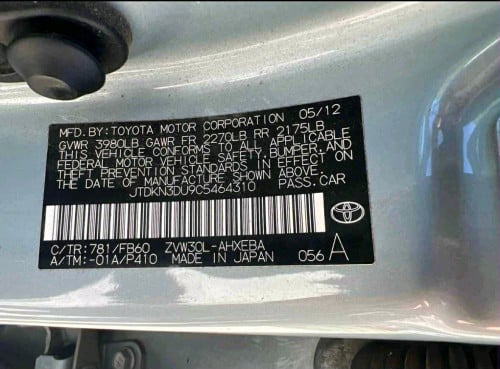 MFD. BY: TOYOTA MOTOR CORPORATION 05/12
GVWR 3980LB GAWR FR 2270LB RR 2175LB
THIS VEHICLE CONFORMS TO ALL APPLICABLE
FEDERAL MOTOR VEHICLE SAFETY, BUMPER, AND
THEFT PREVENTION STANDARDS IN EFFECT ON
THE DATE OF MANUFACTURE SHOWN ABOVE.
JTDKN3DU9C5464310 PASS.CAR
C/TR: 781/FB60 ZVW30L-AHXEBA
A/TM: -01A/P410 MADE IN JAPAN 056 A